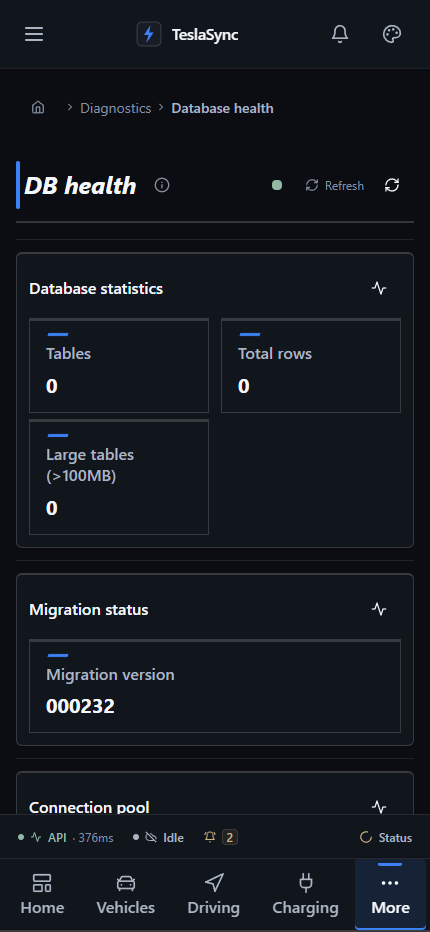 TeslaSync
Diagnostics
Database health
DB health
Refresh
Database statistics
Tables
0
Total rows
0
Large tables
(>100MB)
0
Migration status
Migration version
000232
Connection pool
API · 376ms
Idle
2
Status
Home
Vehicles
Driving
Charging
More